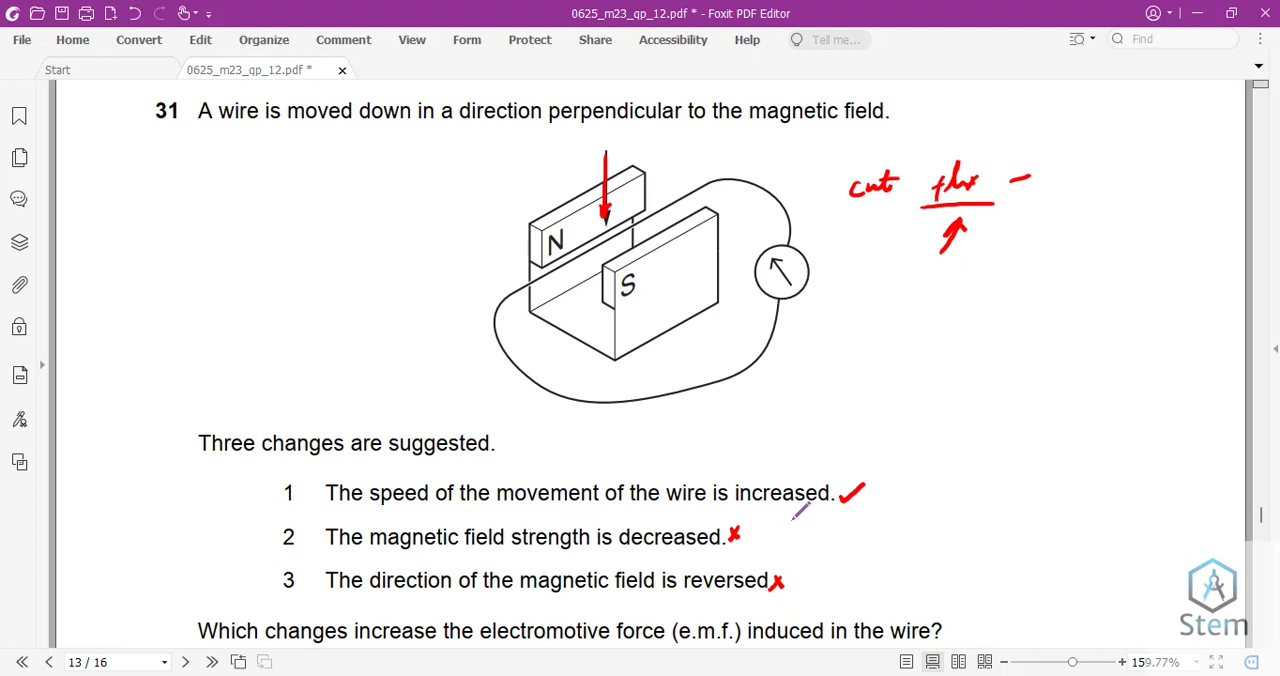 0625_m23_qp_12.pdf * - Foxit PDF Editor
File Home Convert Edit Organize Comment View Form Protect Share Accessibility Help Tell me... Find
Start 0625_m23_qp_12.pdf *
31 A wire is moved down in a direction perpendicular to the magnetic field.
cut flux -
N
S
Three changes are suggested.
1 The speed of the movement of the wire is increased.
2 The magnetic field strength is decreased.
3 The direction of the magnetic field is reversed
Which changes increase the electromotive force (e.m.f.) induced in the wire?
Stem
13 / 16 159.77%